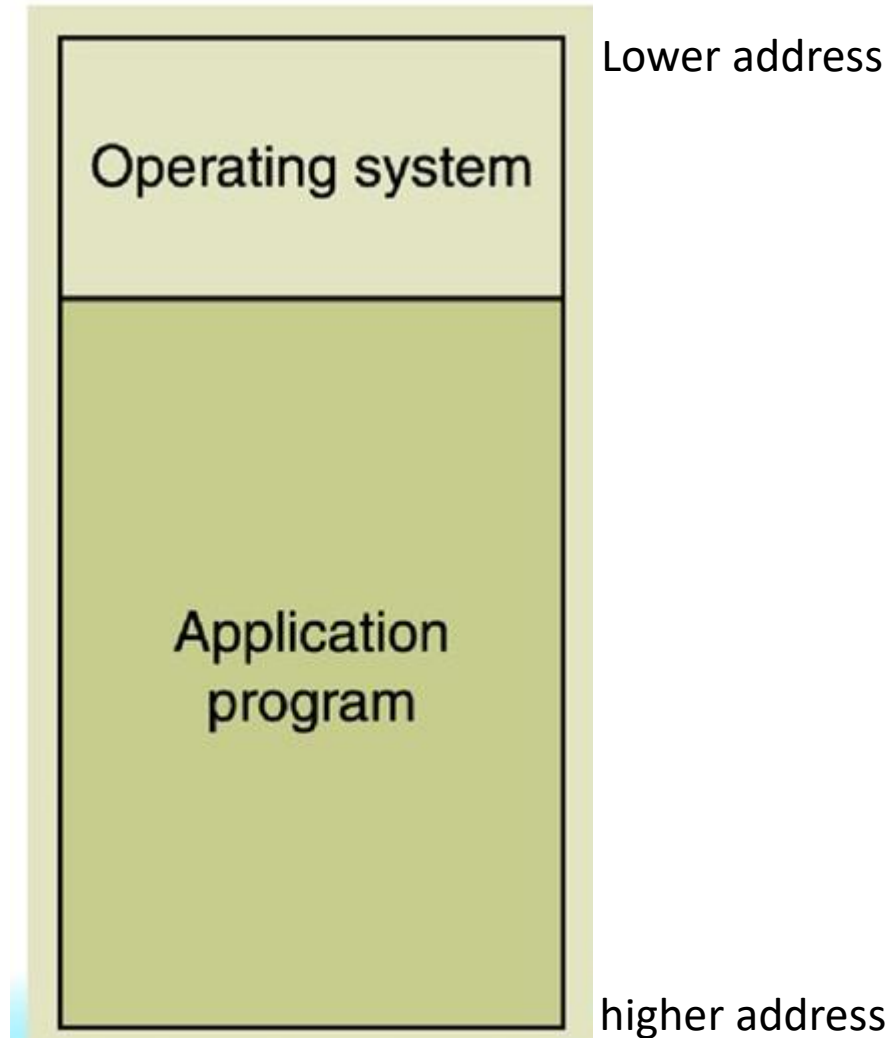 Lower address
Operating system
Application
program
higher address